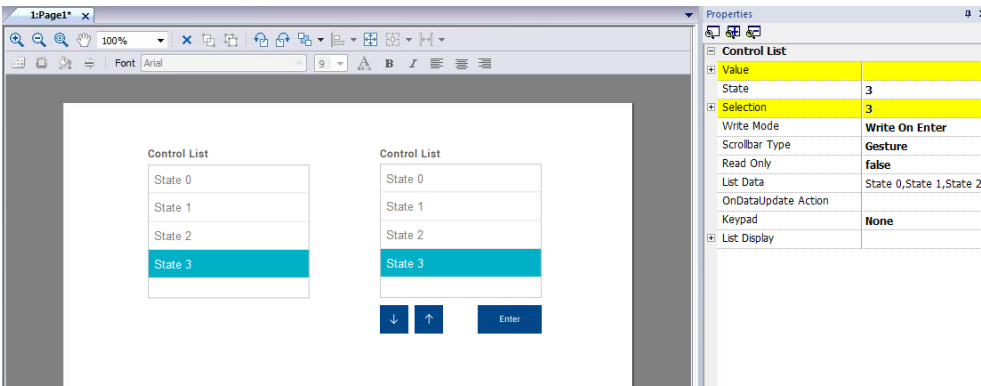 1:Page1* x
Properties
100%
Font Arial 9 A B I
Control List
Value
State 3
Selection 3
Write Mode Write On Enter
Scrollbar Type Gesture
Read Only false
List Data State 0,State 1,State 2
OnDataUpdate Action
Keypad None
List Display
Control List
State 0
State 1
State 2
State 3
Control List
State 0
State 1
State 2
State 3
Enter